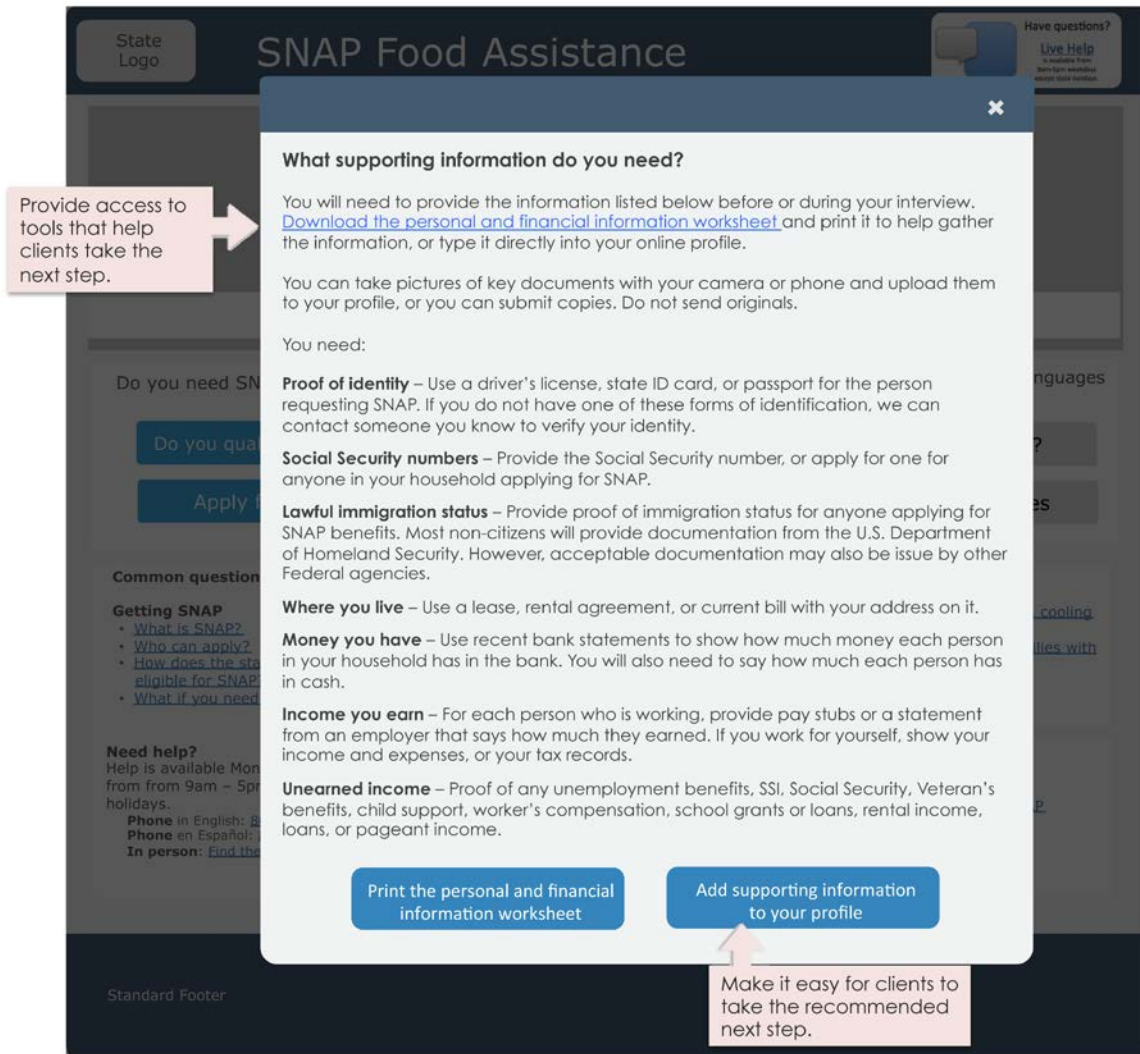 State
Logo
SNAP Food Assistance
Have questions?
Live Help
What supporting information do you need?
You will need to provide the information listed below before or during your interview.
Download the personal and financial information worksheet and print it to help gather
the information, or type it directly into your online profile.
You can take pictures of key documents with your camera or phone and upload them
to your profile, or you can submit copies. Do not send originals.
You need:
Proof of identity – Use a driver's license, state ID card, or passport for the person
requesting SNAP. If you do not have one of these forms of identification, we can
contact someone you know to verify your identity.
Social Security numbers – Provide the Social Security number, or apply for one for
anyone in your household applying for SNAP.
Lawful immigration status – Provide proof of immigration status for anyone applying for
SNAP benefits. Most non-citizens will provide documentation from the U.S. Department
of Homeland Security. However, acceptable documentation may also be issue by other
Federal agencies.
Where you live – Use a lease, rental agreement, or current bill with your address on it.
Money you have – Use recent bank statements to show how much money each person
in your household has in the bank. You will also need to say how much each person has
in cash.
Income you earn – For each person who is working, provide pay stubs or a statement
from an employer that says how much they earned. If you work for yourself, show your
income and expenses, or your tax records.
Unearned income – Proof of any unemployment benefits, SSI, Social Security, Veteran's
benefits, child support, worker's compensation, school grants or loans, rental income,
loans, or pageant income.
Print the personal and financial
information worksheet
Add supporting information
to your profile
Provide access to
tools that help
clients take the
next step.
Make it easy for clients to
take the recommended
next step.
Do you need
Do you
Apply
Common question
Getting SNAP
• What is SNAP?
• Who can apply?
• How does the
eligible for SNAP
• What if you need
Need help?
Help is available
from from 9am –
holidays.
Phone in English:
Phone en Español:
In person: Find the
cooling
with
Standard Footer